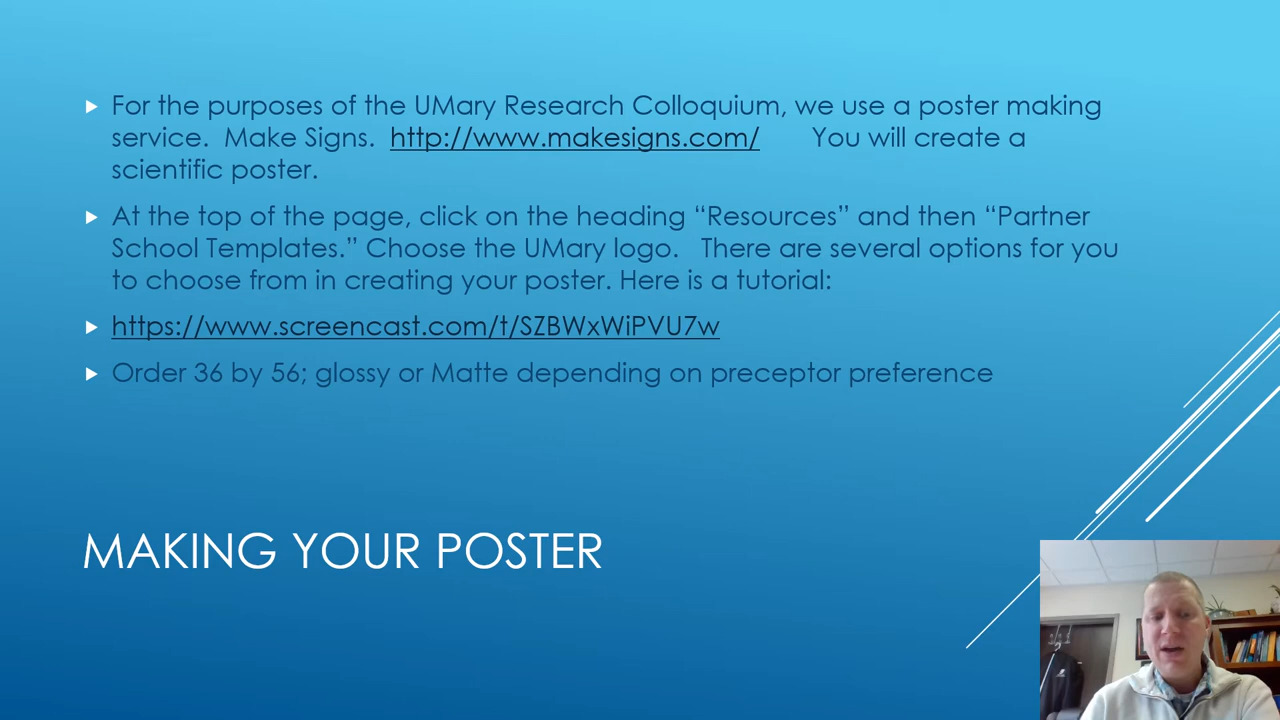 For the purposes of the UMary Research Colloquium, we use a poster making
service.  Make Signs.  http://www.makesigns.com/       You will create a
scientific poster.
At the top of the page, click on the heading “Resources” and then “Partner
School Templates.” Choose the UMary logo.   There are several options for you
to choose from in creating your poster. Here is a tutorial:
https://www.screencast.com/t/SZBWxWiPVU7w
Order 36 by 56; glossy or Matte depending on preceptor preference
MAKING YOUR POSTER